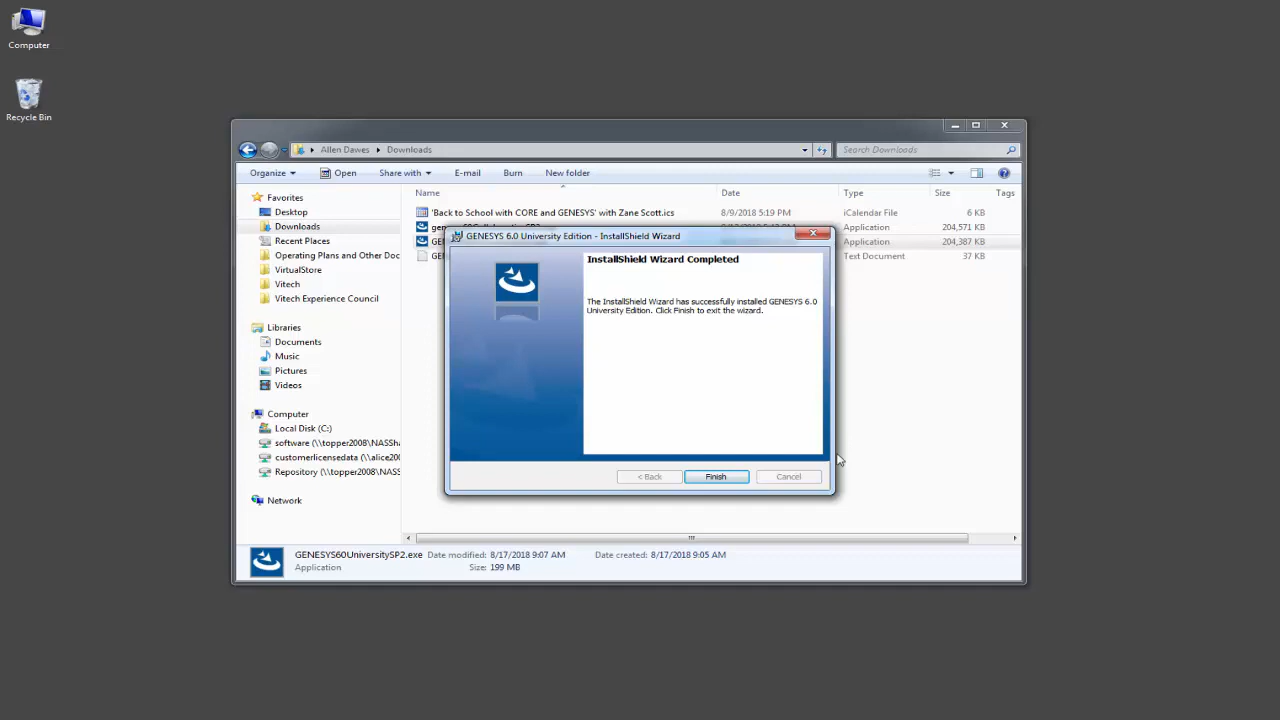 Computer
Recycle Bin
Allen Dawes
Downloads
Search Downloads
Organize
Open
Share with
E-mail
Burn
New folder
Name
Date
Type
Size
Tags
Favorites
Desktop
Downloads
Recent Places
Operating Plans and Other Doc
VirtualStore
Vitech
Vitech Experience Council
Libraries
Documents
Music
Pictures
Videos
Computer
Local Disk (C:)
software (\\topper2008\NASSha
customerlicensedata (\\alice200
Repository (\\topper2008\NASS
Network
'Back to School with CORE and GENESYS' with Zane Scott.ics
8/9/2018 5:19 PM
iCalendar File
6 KB
Application
204,571 KB
Application
204,387 KB
Text Document
37 KB
GENESYS 6.0 University Edition - InstallShield Wizard
InstallShield Wizard Completed
The InstallShield Wizard has successfully installed GENESYS 6.0
University Edition. Click Finish to exit the wizard.
< Back
Finish
Cancel
GENESYS60UniversitySP2.exe
Date modified: 8/17/2018 9:07 AM
Date created: 8/17/2018 9:05 AM
Application
Size: 199 MB